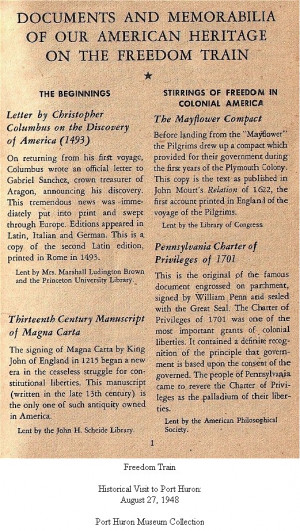 DOCUMENTS AND MEMORABILIA
OF OUR AMERICAN HERITAGE
ON THE FREEDOM TRAIN
★
THE BEGINNINGS
Letter by Christopher
Columbus on the Discovery
of America (1493)
On returning from his first voyage,
Columbus wrote an official letter to
Gabriel Sanchez, crown treasurer of
Aragon, announcing his discovery.
This tremendous news was imme-
diately put into print and swept
through Europe. Editions appeared in
Latin, Italian and German. This is a
copy of the second Latin edition,
printed in Rome in 1493.
Lent by Mrs. Marshall Ludington Brown
and the Princeton University Library.
Thirteenth Century Manuscript
of Magna Carta
The signing of Magna Carta by King
John of England in 1215 began a new
era in the ceaseless struggle for con-
stitutional liberties. This manuscript
(written in the late 13th century) is
the only one of such antiquity owned
in America.
Lent by the John H. Scheide Library.
STIRRINGS OF FREEDOM IN
COLONIAL AMERICA
The Mayflower Compact
Before landing from the "Mayflower"
the Pilgrims drew up a compact which
provided for their government during
the first years of the Plymouth Colony.
This copy is the text as published in
John Mourt's Relation of 1622, the
first account printed in England of the
voyage of the Pilgrims.
Lent by the Library of Congress.
Pennsylvania Charter of
Privileges of 1701
This is the original of the famous
document engrossed on parchment,
signed by William Penn and sealed
with the Great Seal. The Charter of
Privileges of 1701 was one of the
most important grants of colonial
liberties. It contained a definite recog-
nition of the principle that govern-
ment is based upon the consent of the
governed. The people of Pennsylvania
came to revere the Charter of Privi-
leges as the palladium of their liber-
ties.
Lent by the American Philosophical
Society.
1
Freedom Train
Historical Visit to Port Huron:
August 27, 1948
Port Huron Museum Collection